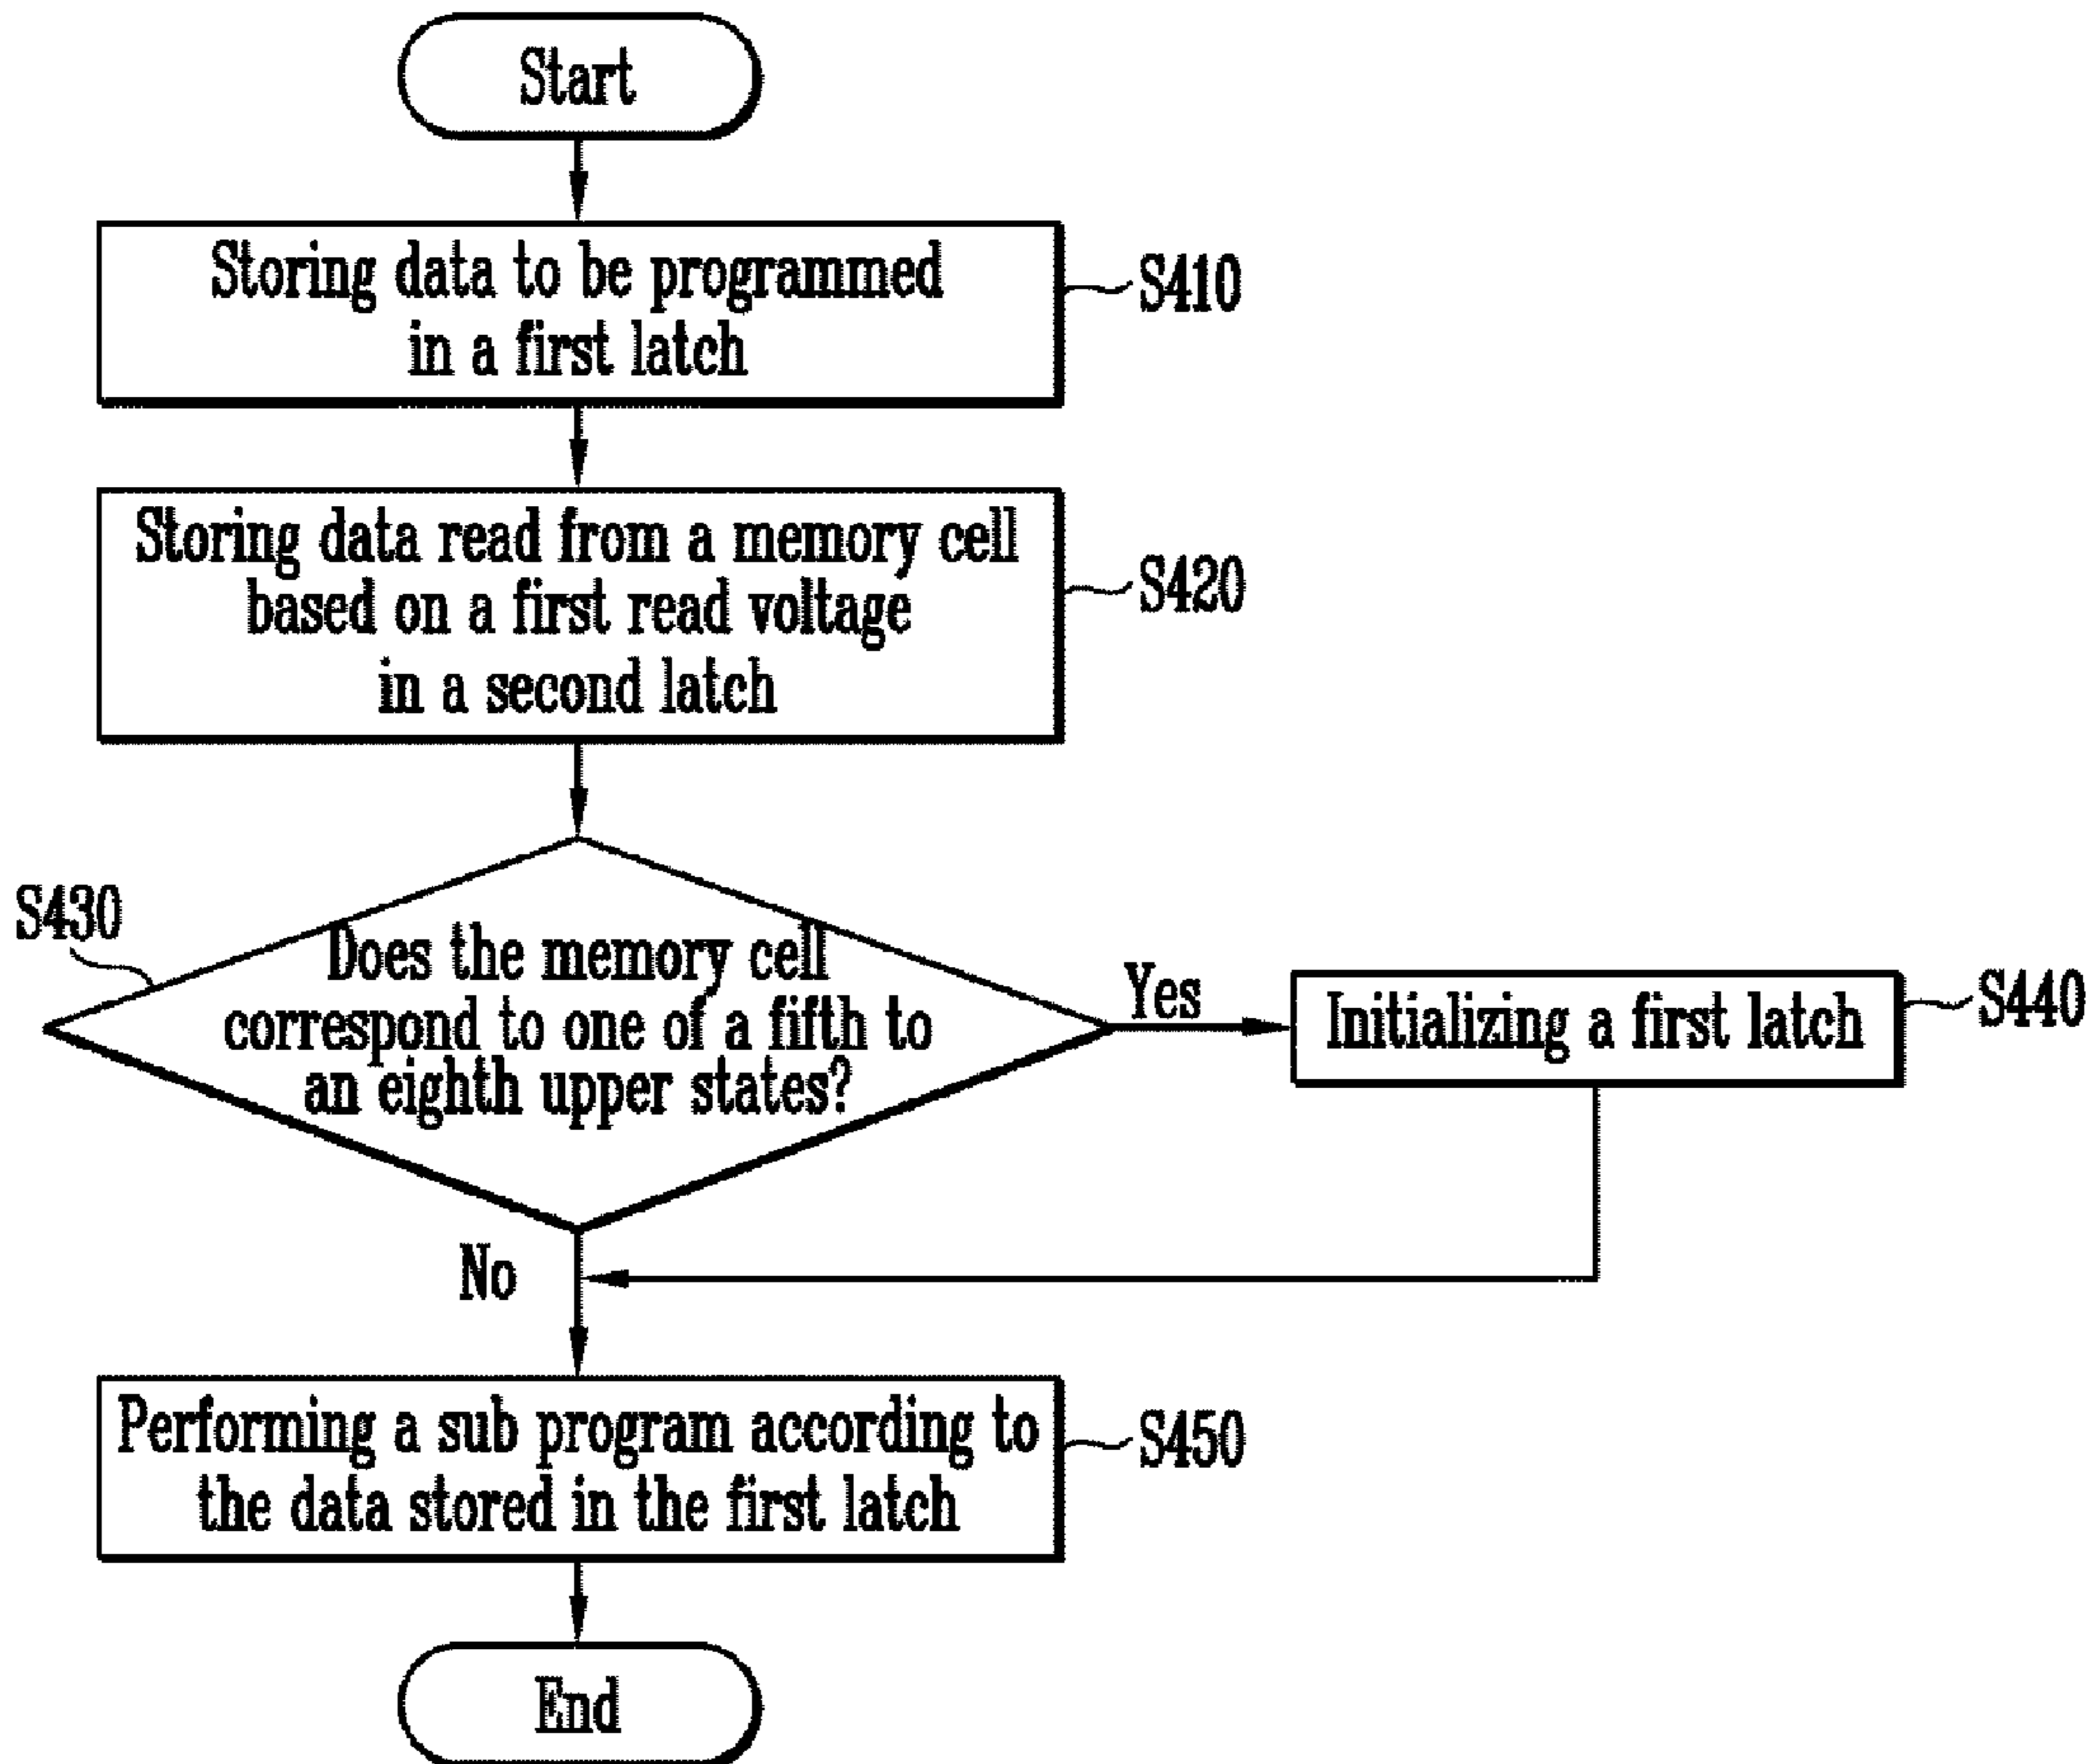 Start
Storing data to be programmed
in a first latch
S410
Storing data read from a memory cell
based on a first read voltage
in a second latch
S420
S430
Does the memory cell
correspond to one of a fifth to
an eighth upper states?
Yes
Initializing a first latch
S440
No
Performing a sub program according to
the data stored in the first latch
S450
End